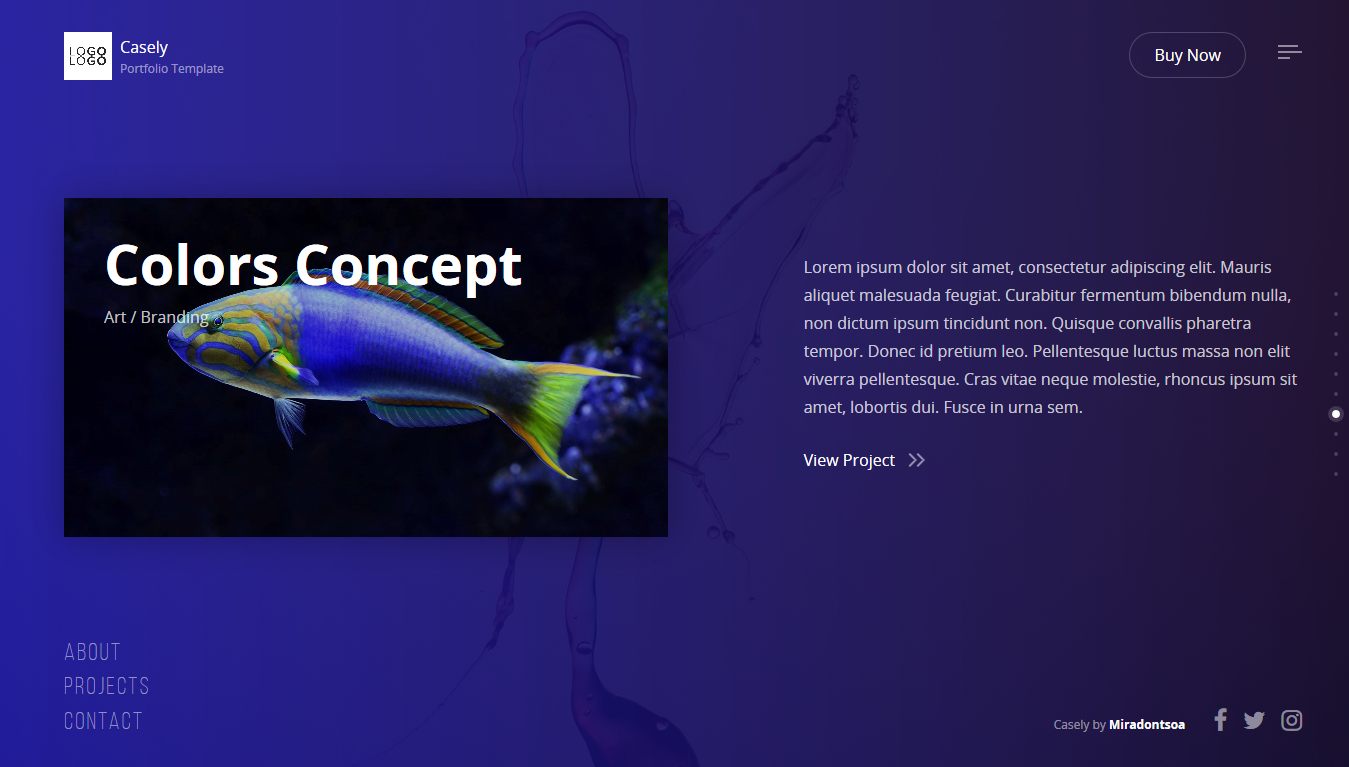 LOGO
LOGO
Casely
Portfolio Template
Buy Now
Colors Concept
Art / Branding
Lorem ipsum dolor sit amet, consectetur adipiscing elit. Mauris
aliquet malesuada feugiat. Curabitur fermentum bibendum nulla,
non dictum ipsum tincidunt non. Quisque convallis pharetra
tempor. Donec id pretium leo. Pellentesque luctus massa non elit
viverra pellentesque. Cras vitae neque molestie, rhoncus ipsum sit
amet, lobortis dui. Fusce in urna sem.
View Project
ABOUT
PROJECTS
CONTACT
Casely by Miradontsoa